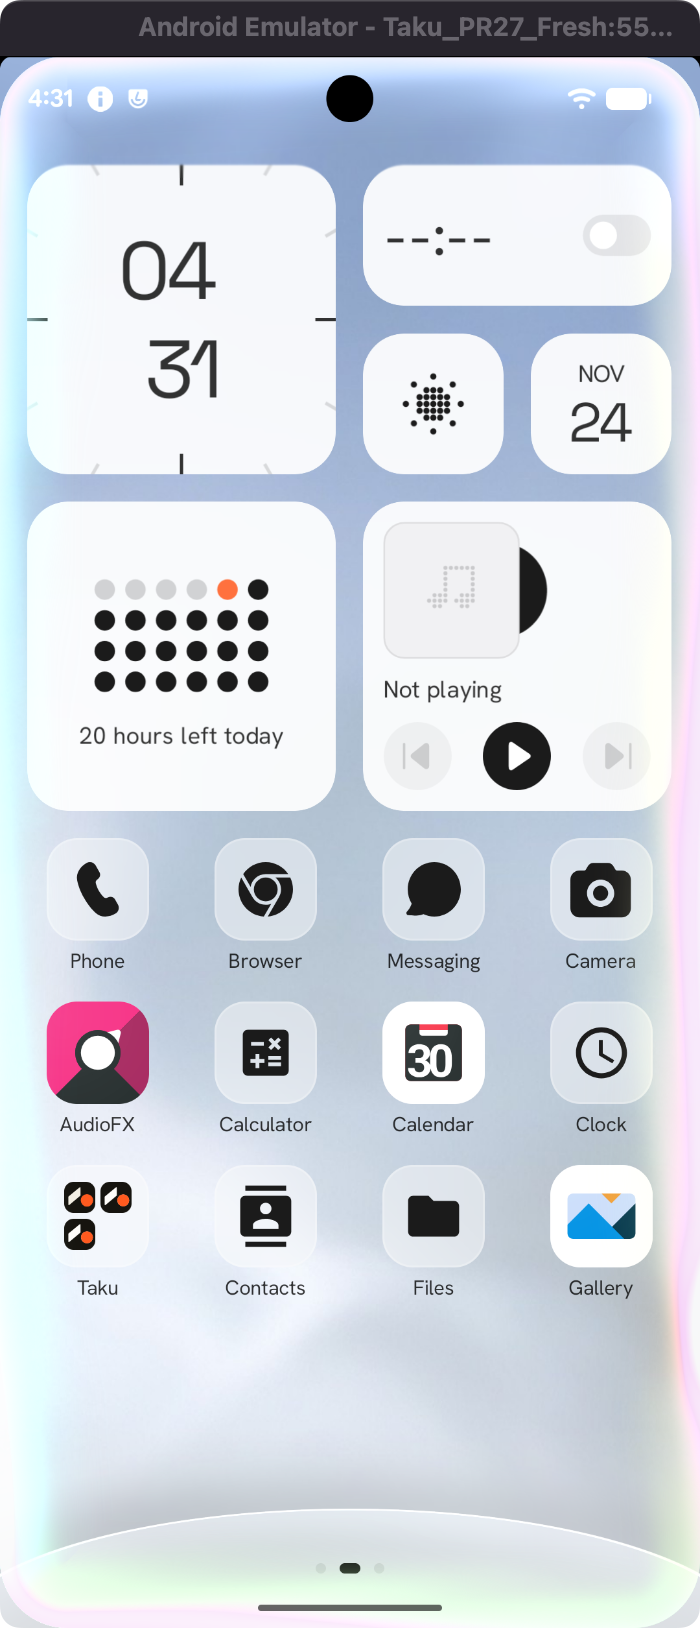 Android Emulator - Taku_PR27_Fresh:55...
4:31
04
31
--:--
NOV
24
20 hours left today
Not playing
Phone
Browser
Messaging
Camera
30
AudioFX
Calculator
Calendar
Clock
Taku
Contacts
Files
Gallery